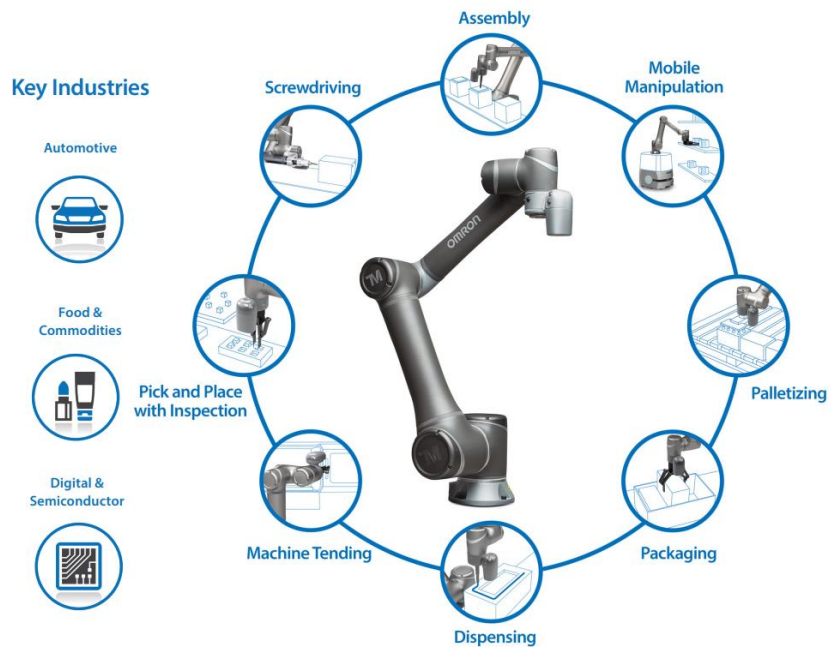 Key Industries
Automotive
Food &
Commodities
Digital &
Semiconductor
Assembly
Mobile
Manipulation
Palletizing
Packaging
Dispensing
Machine Tending
Pick and Place
with Inspection
Screwdriving
OMRON
TM
TM